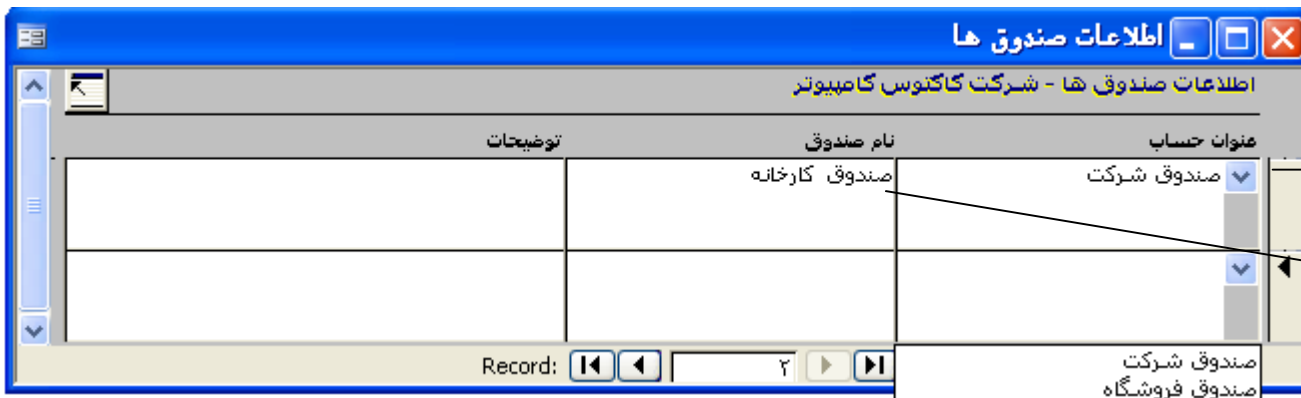 اطلاعات صندوق ها
اطلاعات صندوق ها - شرکت کاکتوس کامپیوتر
عنوان حساب نام صندوق توضیحات
صندوق شرکت صندوق کارخانه
Record: ۲
صندوق شرکت
صندوق فروشگاه